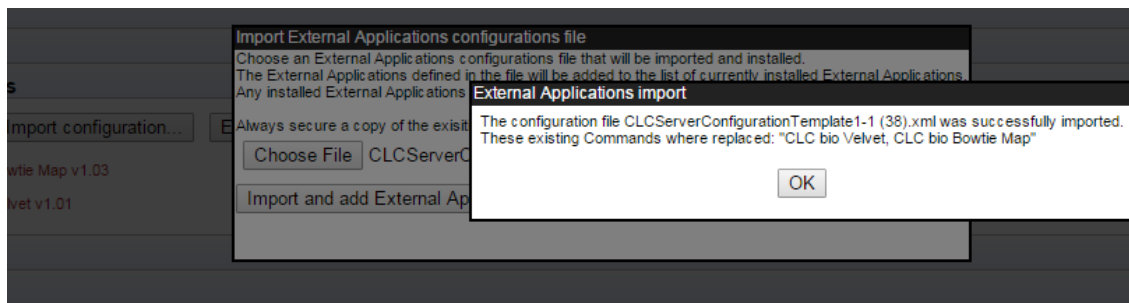 Import External Applications configurations file
Choose an External Applications configurations file that will be imported and installed.
The External Applications defined in the file will be added to the list of currently installed External Applications.
Any installed External Applications
External Applications import
The configuration file CLCServerConfigurationTemplate1-1 (38).xml was successfully imported.
These existing Commands where replaced: "CLC bio Velvet, CLC bio Bowtie Map"
OK
s
Import configuration...
E
Always secure a copy of the exisiti
Choose File CLCServerC
Import and add External Ap
wtie Map v1.03
lvet v1.01